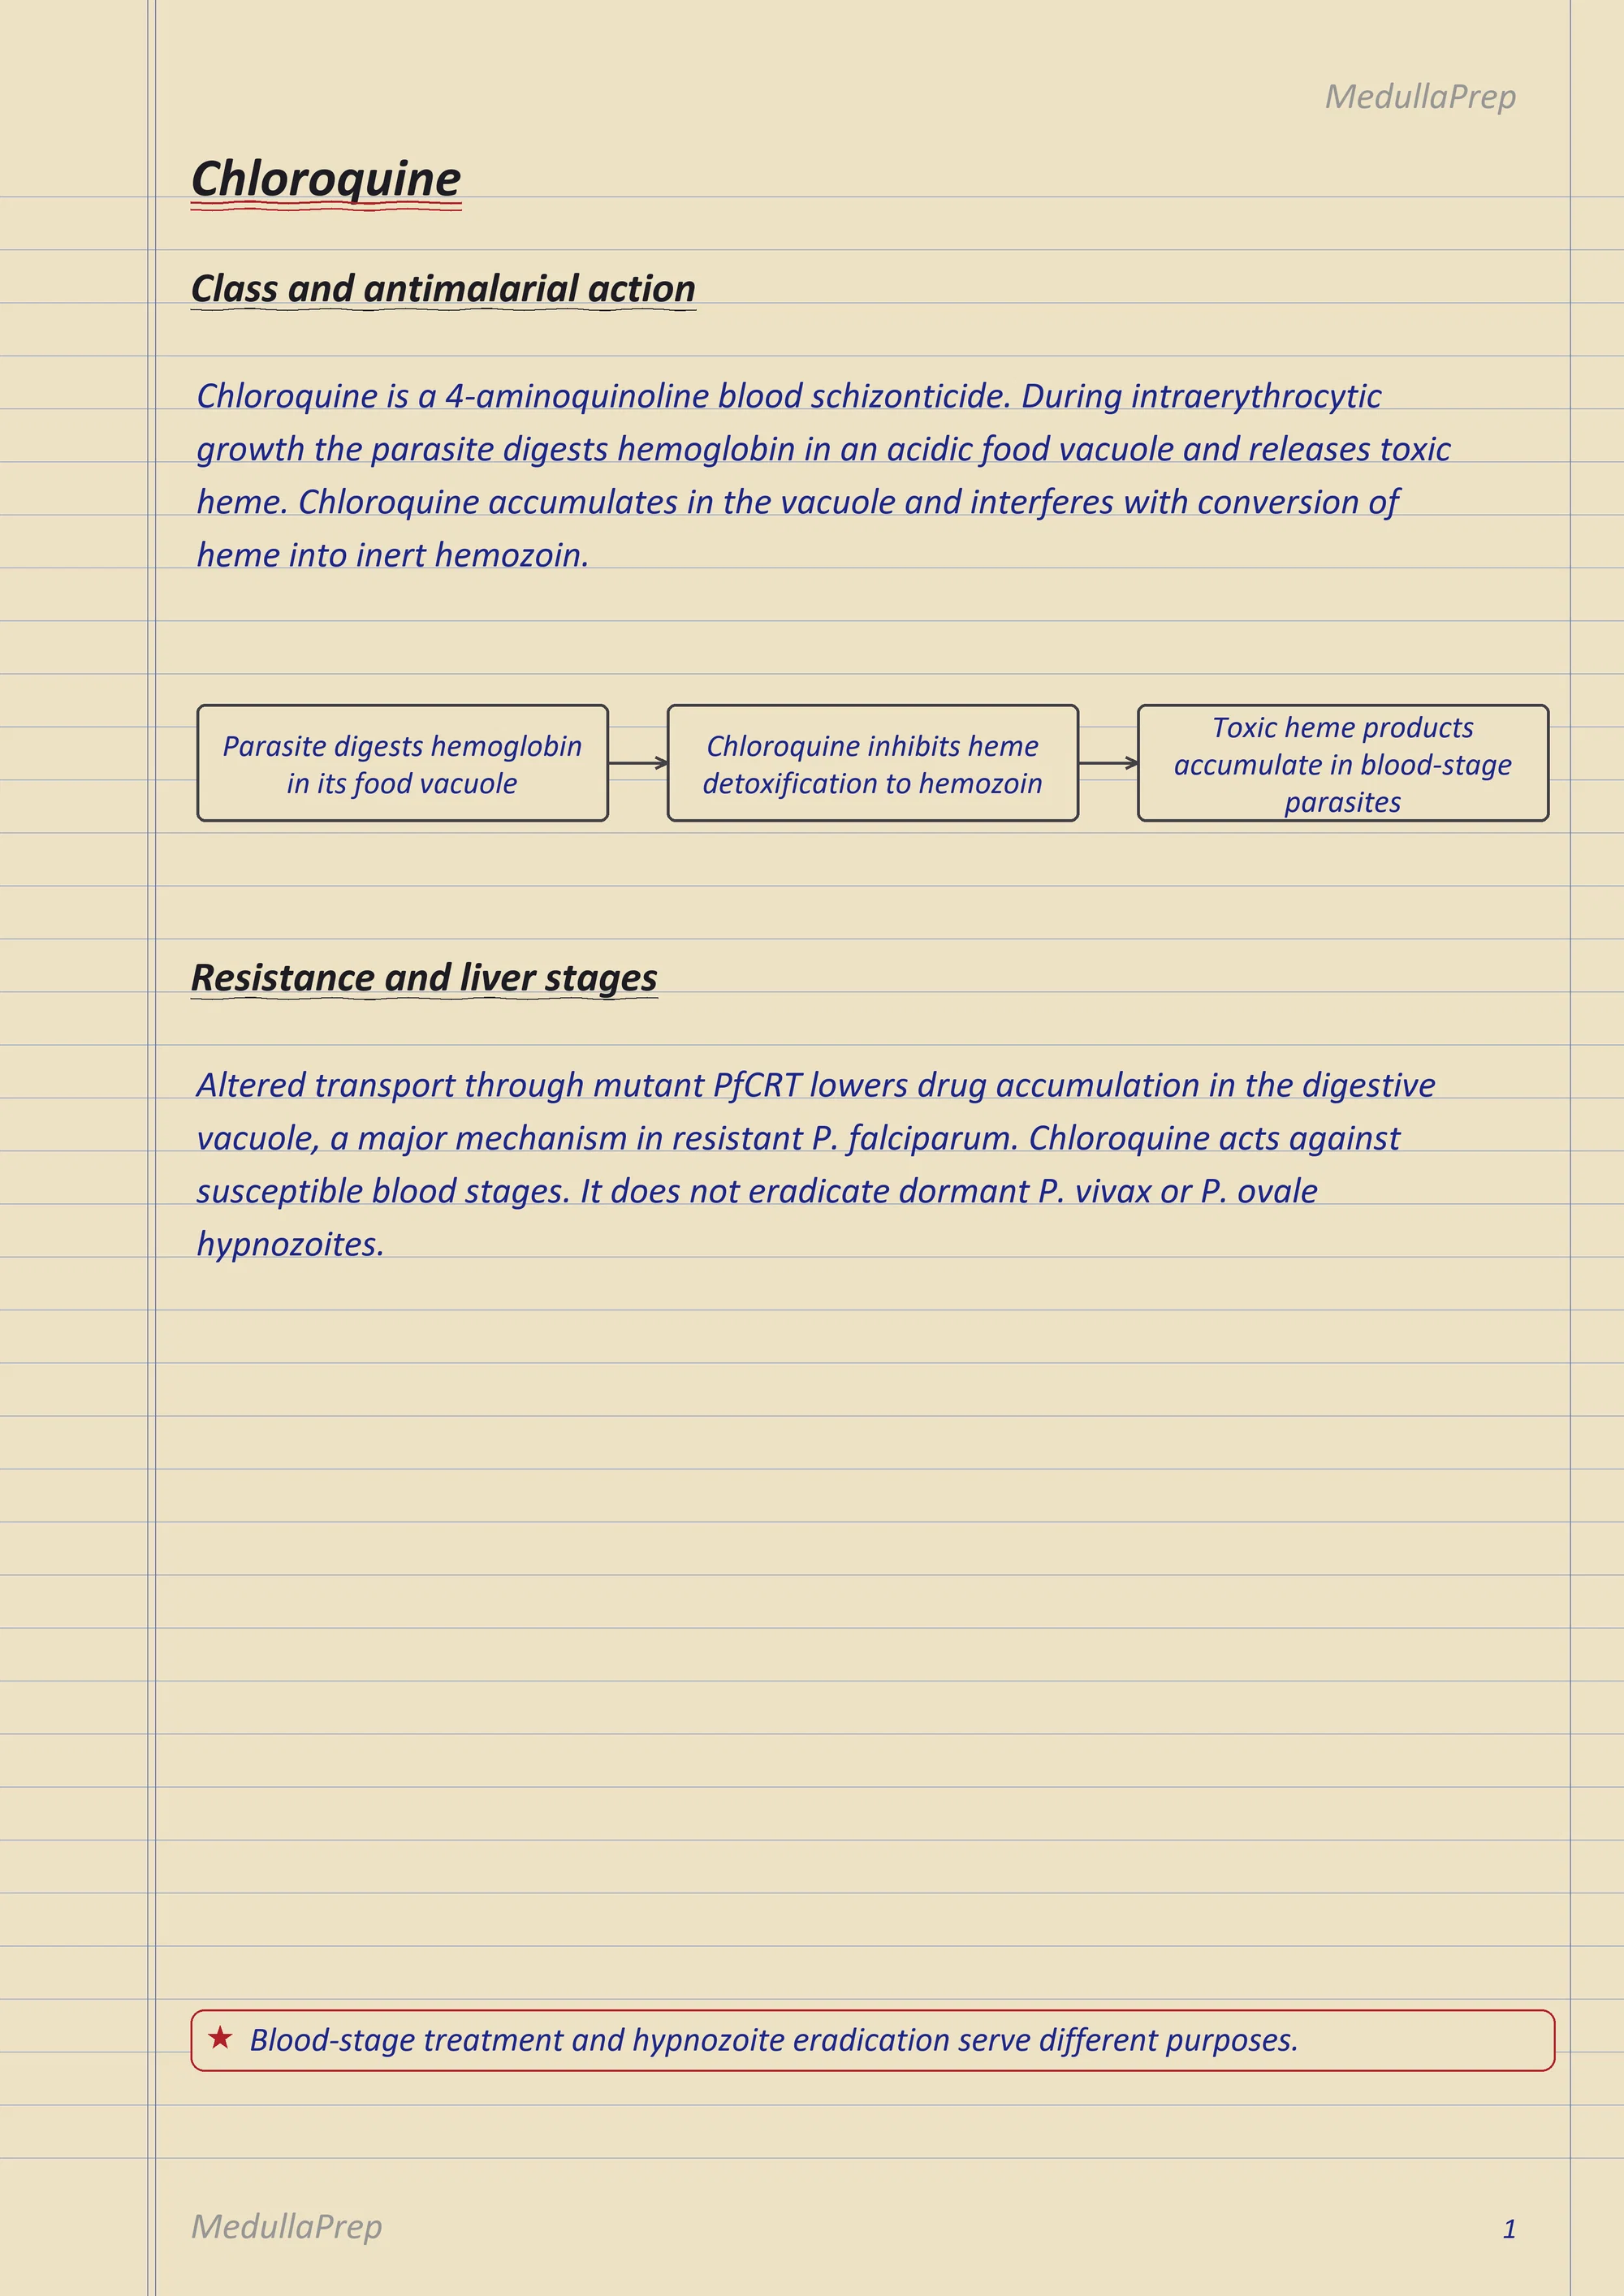 MedullaPrep
Chloroquine
Class and antimalarial action
Chloroquine is a 4-aminoquinoline blood schizonticide. During intraerythrocytic
growth the parasite digests hemoglobin in an acidic food vacuole and releases toxic
heme. Chloroquine accumulates in the vacuole and interferes with conversion of
heme into inert hemozoin.
Parasite digests hemoglobin
in its food vacuole
Chloroquine inhibits heme
detoxification to hemozoin
Toxic heme products
accumulate in blood-stage
parasites
Resistance and liver stages
Altered transport through mutant PfCRT lowers drug accumulation in the digestive
vacuole, a major mechanism in resistant P. falciparum. Chloroquine acts against
susceptible blood stages. It does not eradicate dormant P. vivax or P. ovale
hypnozoites.
★ Blood-stage treatment and hypnozoite eradication serve different purposes.
MedullaPrep
1